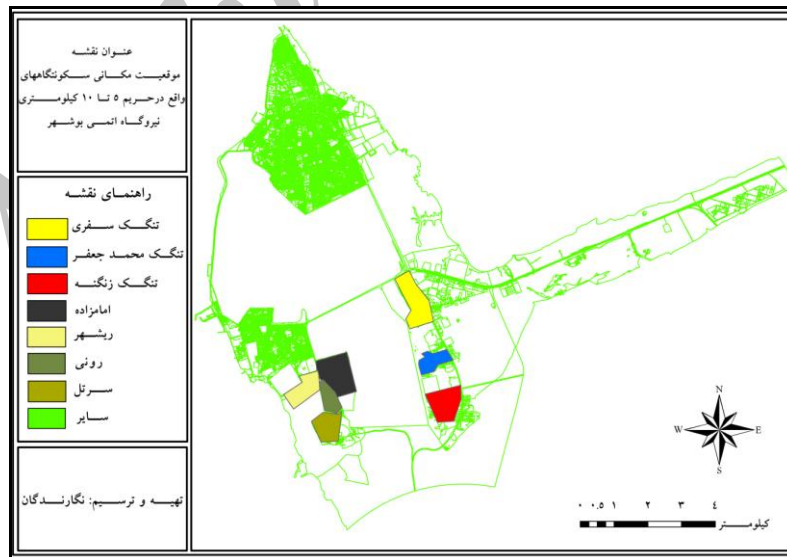 عنوان نقشه
موقعیت مکانی سکونتگاههای
واقع درحریم ۵ تا ۱۰ کیلومتری
نیروگاه اتمی بوشهر
راهنمای نقشه
تنگک سفری
تنگک محمد جعفر
تنگک زنگنه
امامزاده
ریشهر
رونی
سرتل
سایر
تهیه و ترسیم: نگارندگان
N
W E
S
۰ ۰.۵ ۱ ۲ ۳ ۴
کیلومتر